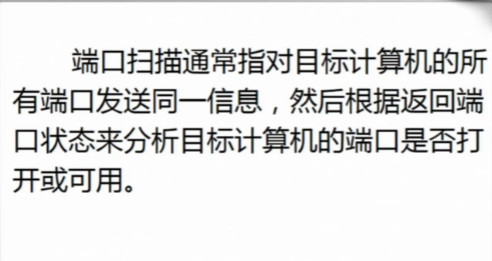 端口扫描通常指对目标计算机的所
有端口发送同一信息，然后根据返回端
口状态来分析目标计算机的端口是否打
开或可用。